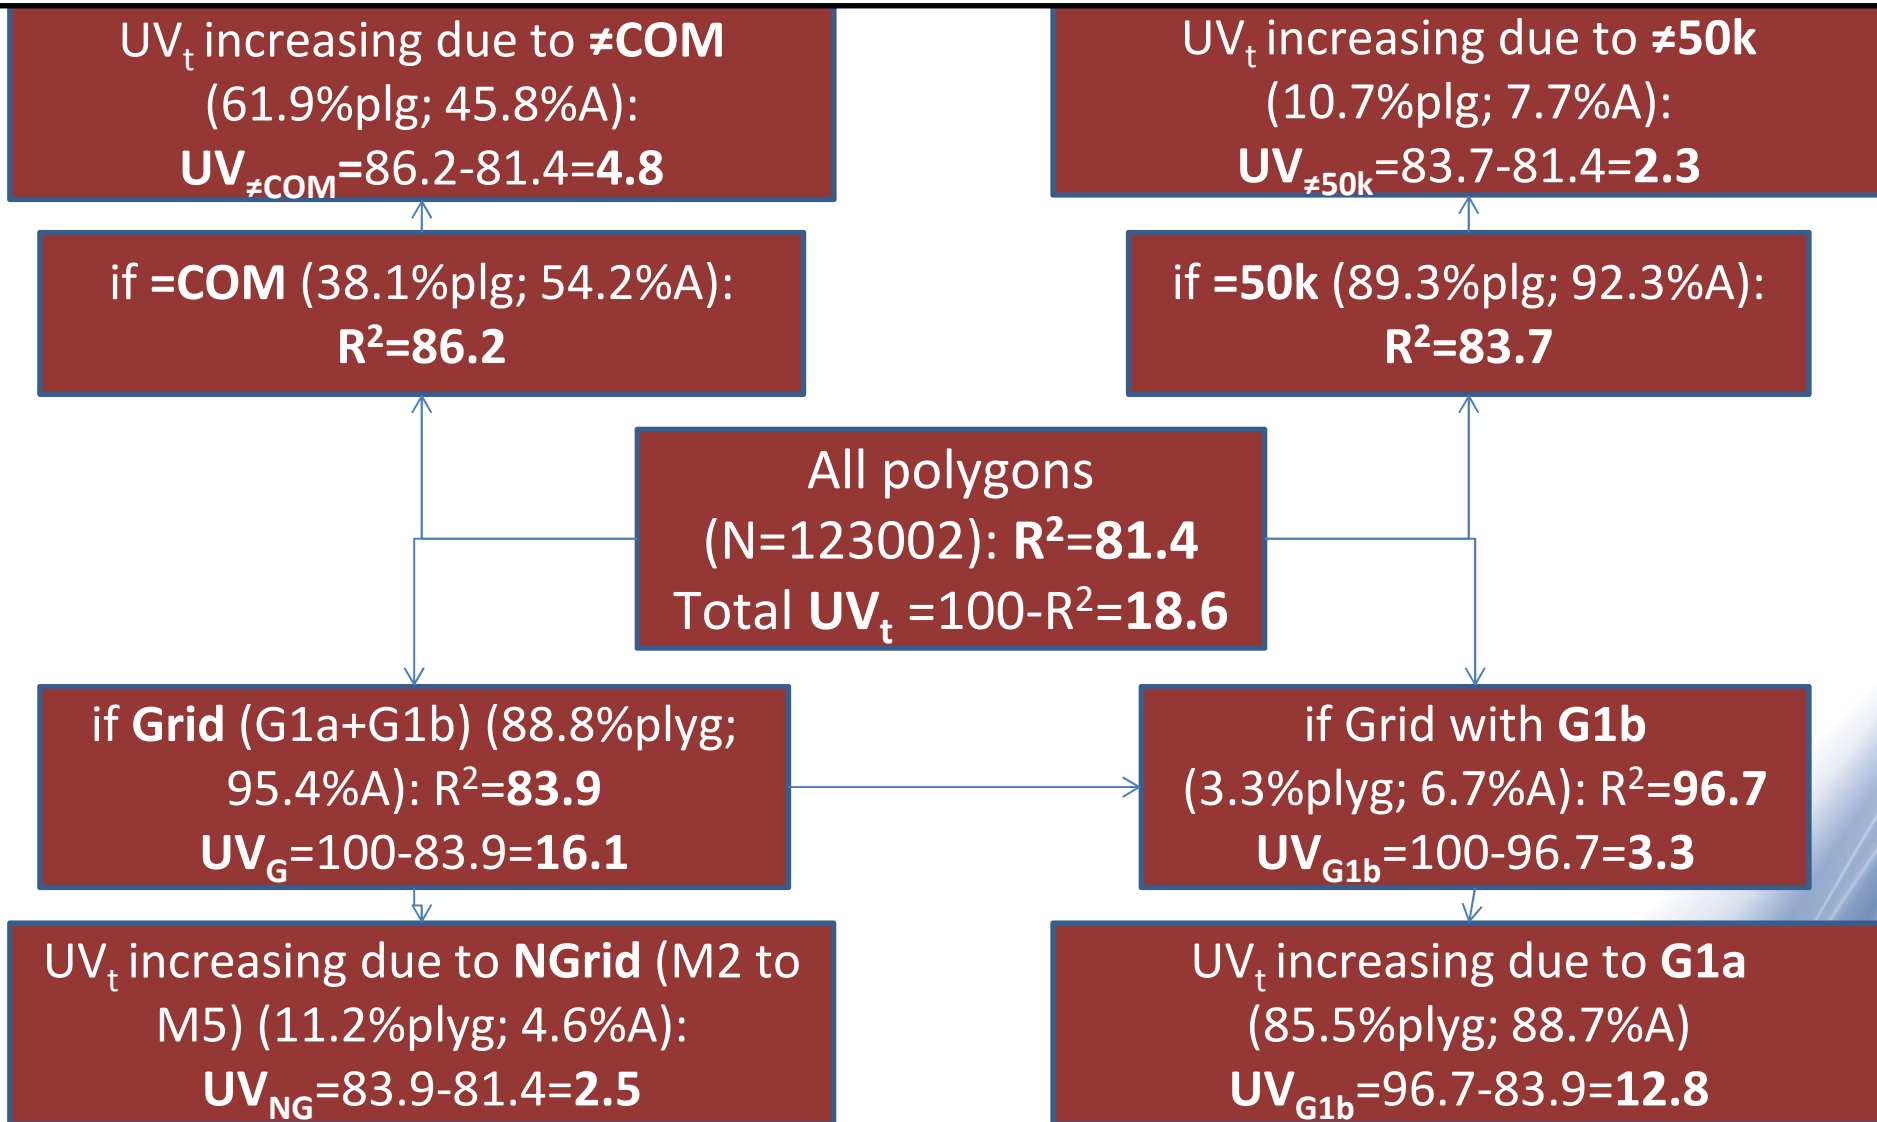 UVt increasing due to ≠COM
(61.9%plg; 45.8%A):
UV≠COM=86.2-81.4=4.8
UVt increasing due to ≠50k
(10.7%plg; 7.7%A):
UV≠50k=83.7-81.4=2.3
if =COM (38.1%plg; 54.2%A):
R²=86.2
if =50k (89.3%plg; 92.3%A):
R²=83.7
All polygons
(N=123002): R²=81.4
Total UVt =100-R²=18.6
if Grid (G1a+G1b) (88.8%plyg;
95.4%A): R²=83.9
UVG=100-83.9=16.1
if Grid with G1b
(3.3%plyg; 6.7%A): R²=96.7
UVG1b=100-96.7=3.3
UVt increasing due to NGrid (M2 to
M5) (11.2%plyg; 4.6%A):
UVNG=83.9-81.4=2.5
UVt increasing due to G1a
(85.5%plyg; 88.7%A)
UVG1b=96.7-83.9=12.8